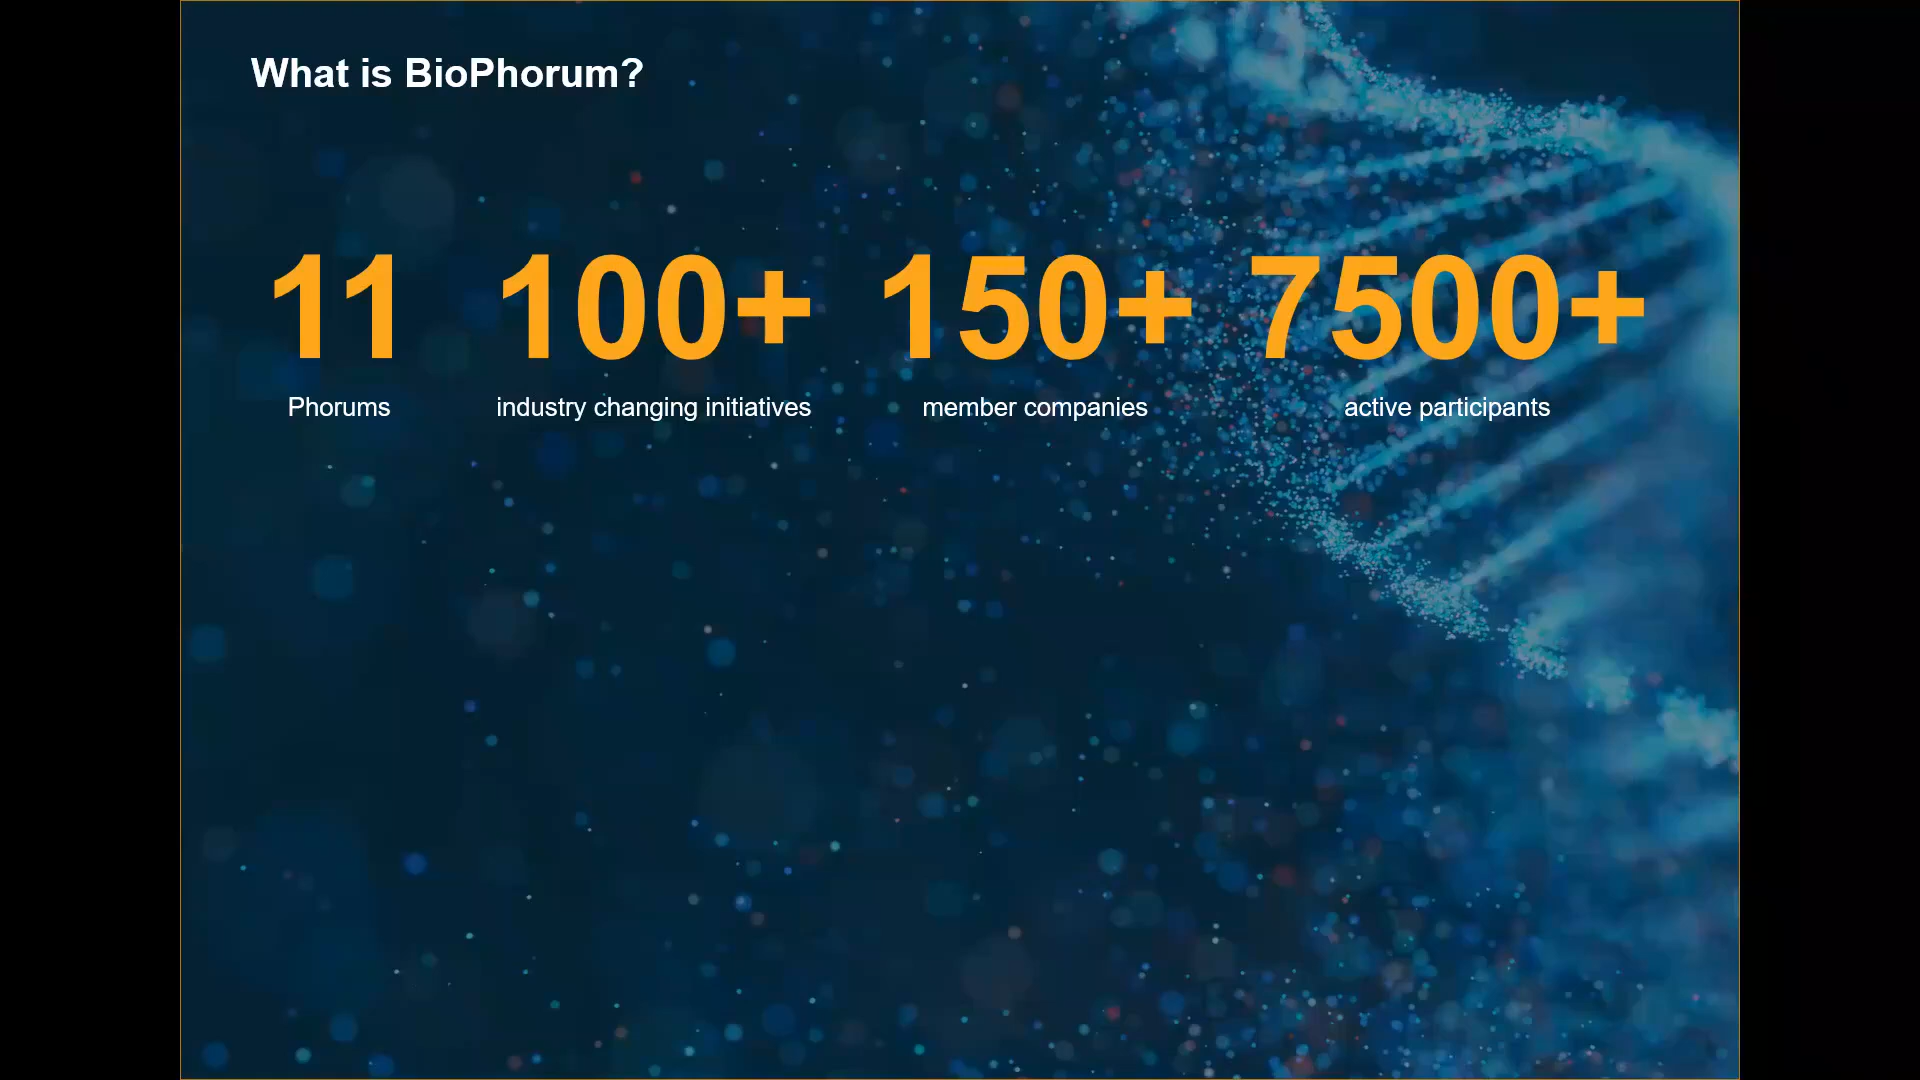 What is BioPhorum?
11 100+ 150+ 7500+
Phorums industry changing initiatives member companies active participants